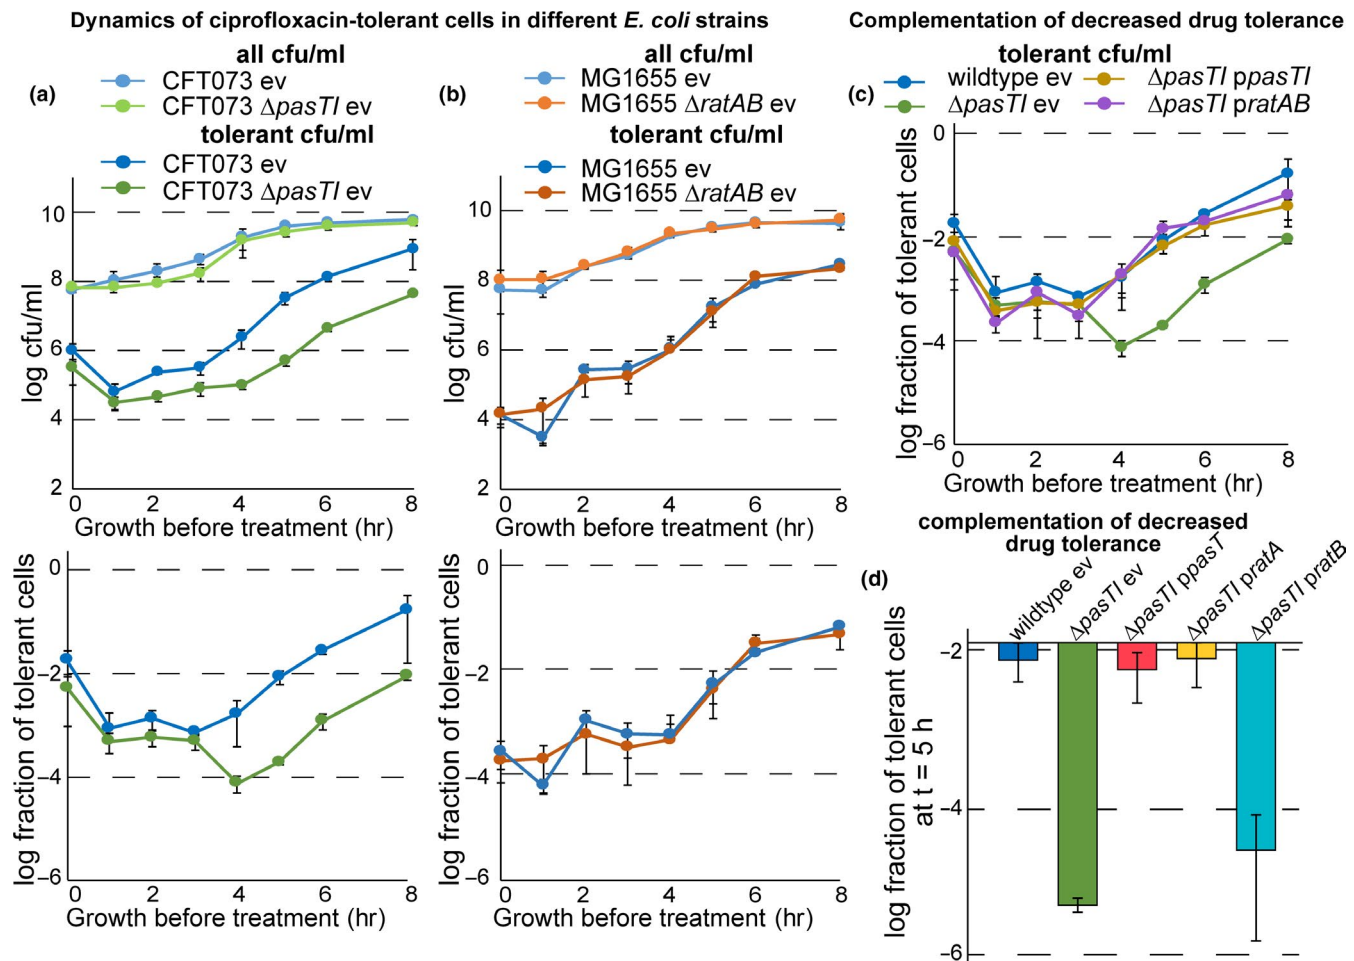 Dynamics of ciprofloxacin-tolerant cells in different E. coli strains
(a)
all cfu/ml
CFT073 ev
CFT073 ΔpasTI ev
tolerant cfu/ml
CFT073 ev
CFT073 ΔpasTI ev
log cfu/ml
10
8
6
4
2
0 2 4 6 8
Growth before treatment (hr)
log fraction of tolerant cells
0
−2
−4
−6
0 2 4 6 8
Growth before treatment (hr)
(b)
all cfu/ml
MG1655 ev
MG1655 ΔratAB ev
tolerant cfu/ml
MG1655 ev
MG1655 ΔratAB ev
log cfu/ml
10
8
6
4
2
0 2 4 6 8
Growth before treatment (hr)
log fraction of tolerant cells
0
−2
−4
−6
0 2 4 6 8
Growth before treatment (hr)
Complementation of decreased drug tolerance
(c)
tolerant cfu/ml
wildtype ev
ΔpasTI ppasTI
ΔpasTI ev
ΔpasTI pratAB
log fraction of tolerant cells
0
−2
−4
−6
0 2 4 6 8
Growth before treatment (hr)
complementation of decreased
drug tolerance
(d)
wildtype ev
ΔpasTI ev
ΔpasTI ppasT
ΔpasTI pratA
ΔpasTI pratB
log fraction of tolerant cells
at t = 5 h
−2
−4
−6